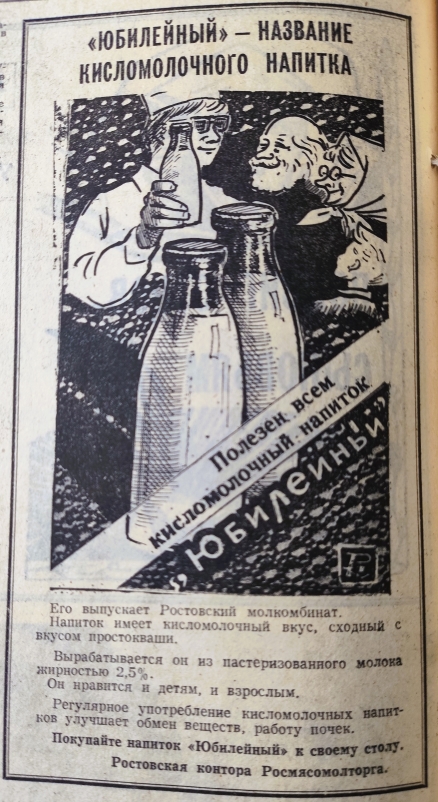 «ЮБИЛЕЙНЫЙ» — НАЗВАНИЕ
КИСЛОМОЛОЧНОГО НАПИТКА
Полезен всем
кисломолочный напиток
„Юбилейный”
Его выпускает Ростовский молкомбинат.
Напиток имеет кисломолочный вкус, сходный с
вкусом простокваши.
Вырабатывается он из пастеризованного молока
жирностью 2,5%.
Он нравится и детям, и взрослым.
Регулярное употребление кисломолочных напит-
ков улучшает обмен веществ, работу почек.
Покупайте напиток «Юбилейный» к своему столу.
Ростовская контора Росмясомолторга.